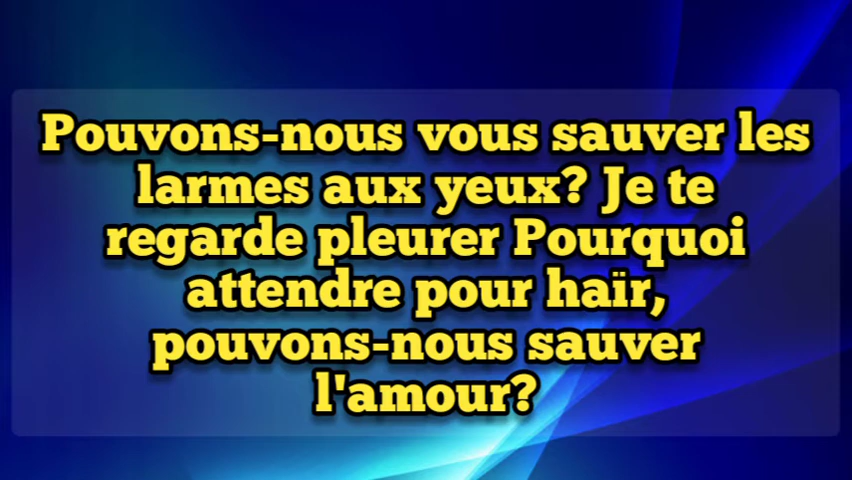 Pouvons-nous vous sauver les
larmes aux yeux? Je te
regarde pleurer Pourquoi
attendre pour haïr,
pouvons-nous sauver
l'amour?